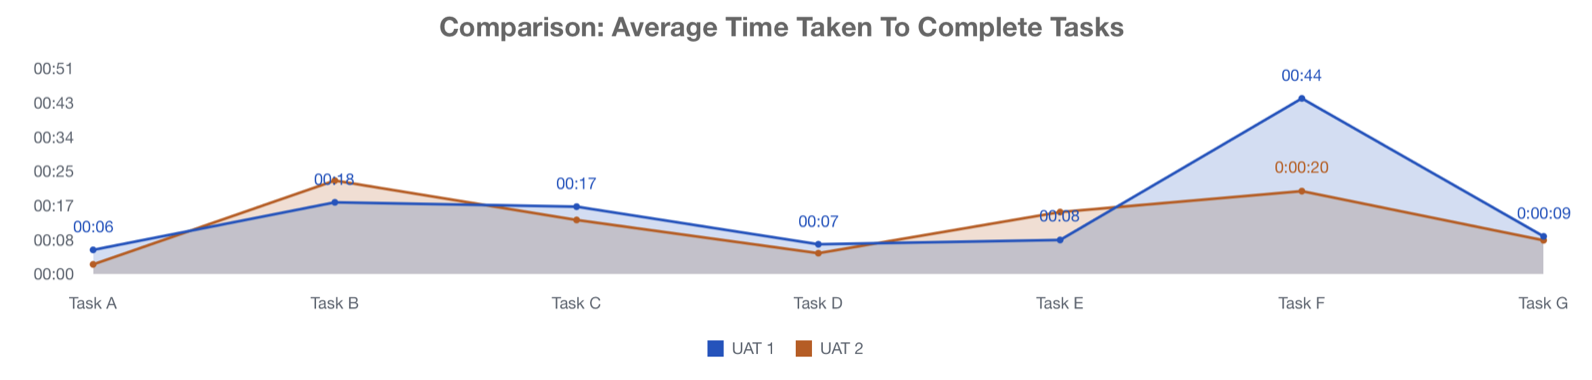 Comparison: Average Time Taken To Complete Tasks
00:51
00:43
00:34
00:25
00:17
00:08
00:00
00:06
00:18
00:17
00:07
00:08
00:44
0:00:20
0:00:09
Task A
Task B
Task C
Task D
Task E
Task F
Task G
UAT 1
UAT 2